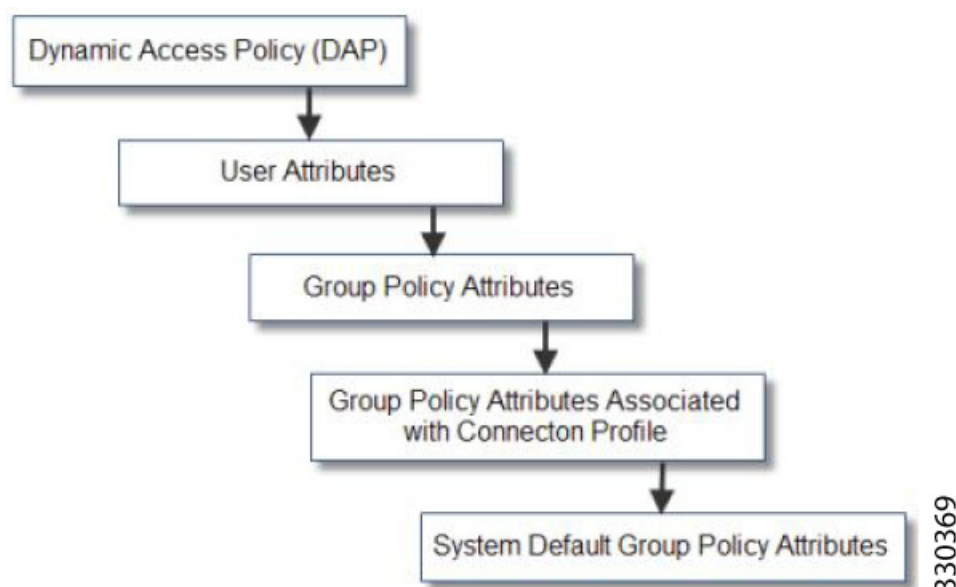 Dynamic Access Policy (DAP)
User Attributes
Group Policy Attributes
Group Policy Attributes Associated
with Connecton Profile
System Default Group Policy Attributes
330369